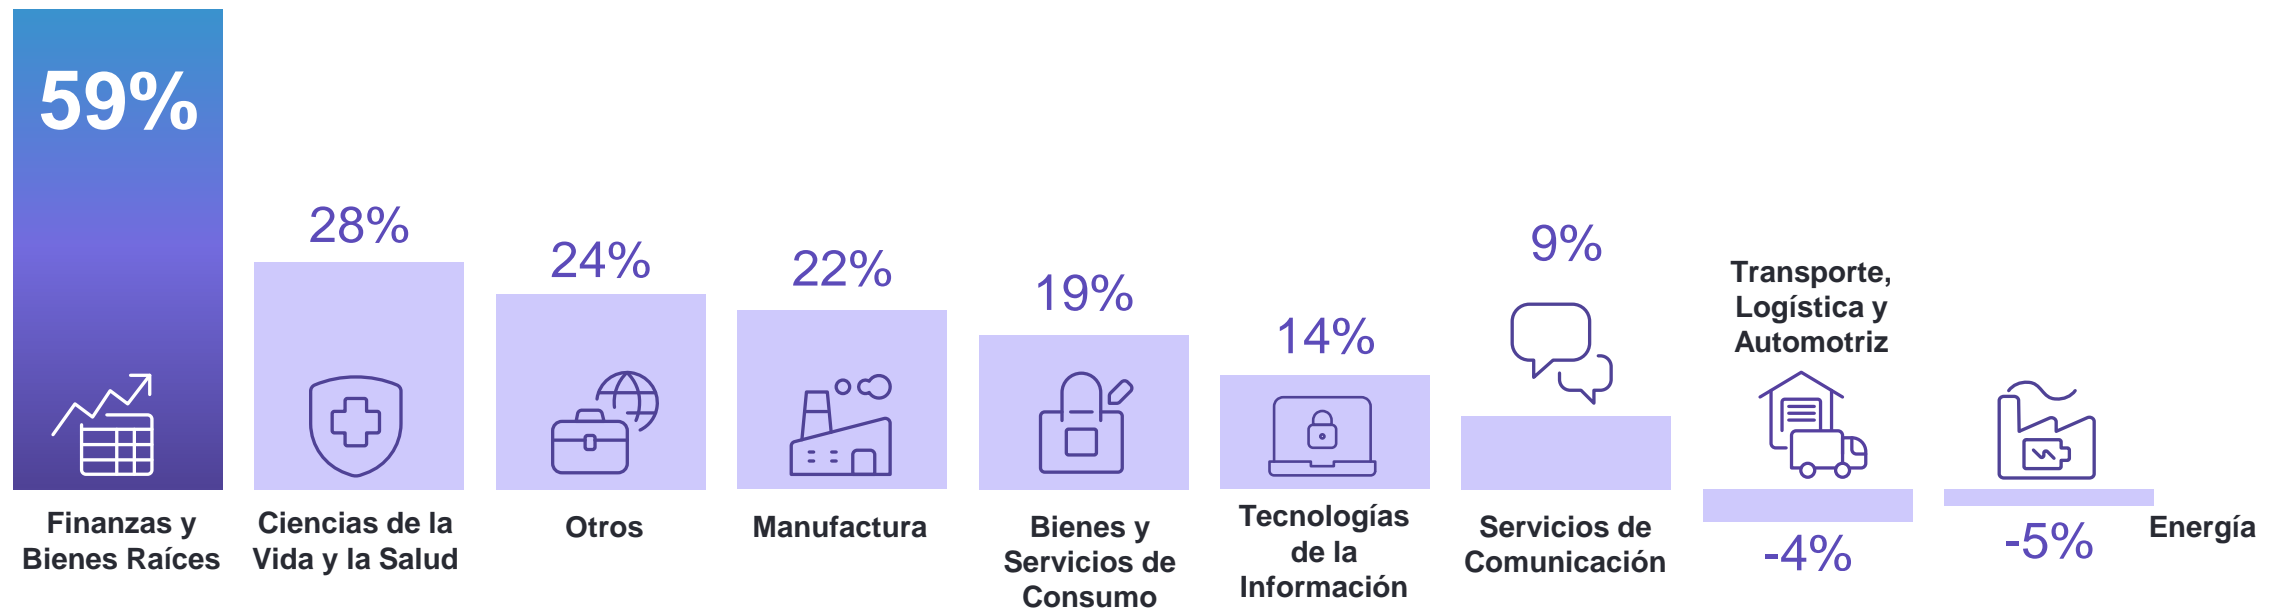 59%
Finanzas y
Bienes Raíces
28%
Ciencias de la
Vida y la Salud
24%
Otros
22%
Manufactura
19%
Bienes y
Servicios de
Consumo
14%
Tecnologías
de la
Información
9%
Servicios de
Comunicación
Transporte,
Logística y
Automotriz
-4%
-5%
Energía